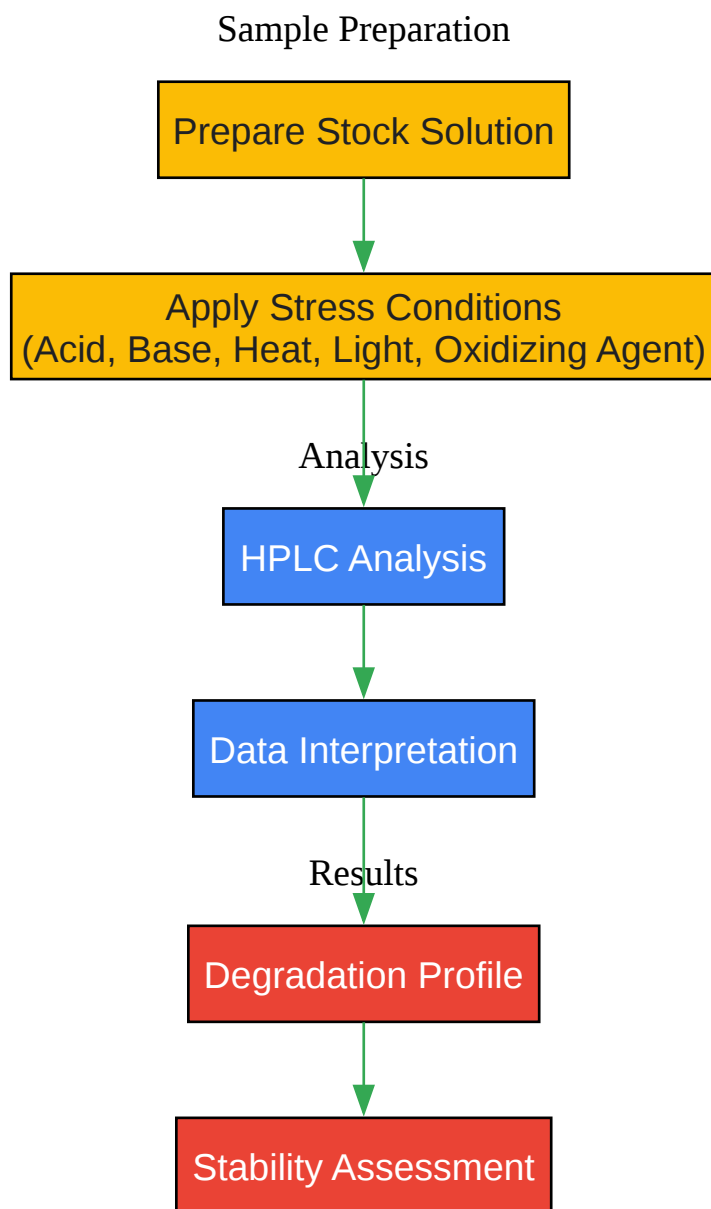 Sample Preparation
Prepare Stock Solution
Apply Stress Conditions
(Acid, Base, Heat, Light, Oxidizing Agent)
Analysis
HPLC Analysis
Data Interpretation
Results
Degradation Profile
Stability Assessment